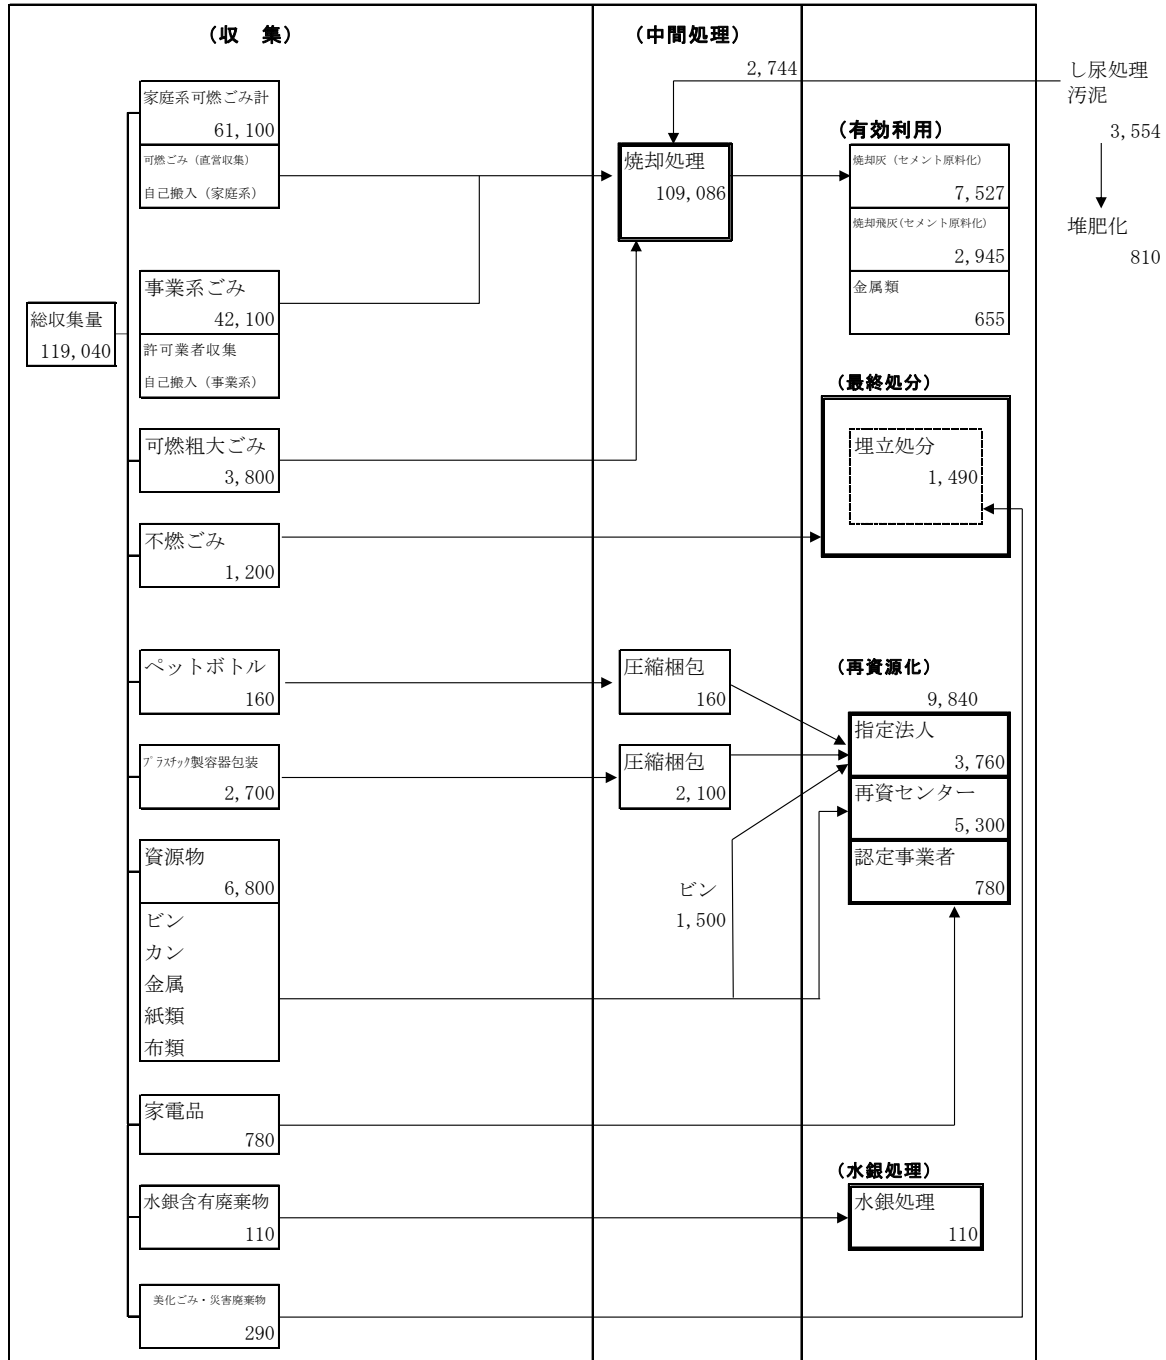 （収　集）
（中間処理）
2,744
し尿処理
汚泥
3,554
堆肥化
810
総収集量
119,040
家庭系可燃ごみ計
61,100
可燃ごみ（直営収集）
自己搬入（家庭系）
事業系ごみ
42,100
許可業者収集
自己搬入（事業系）
可燃粗大ごみ
3,800
不燃ごみ
1,200
ペットボトル
160
プラスチック製容器包装
2,700
資源物
6,800
ビン
カン
金属
紙類
布類
家電品
780
水銀含有廃棄物
110
美化ごみ・災害廃棄物
290
焼却処理
109,086
圧縮梱包
160
圧縮梱包
2,100
ビン
1,500
（有効利用）
焼却灰（セメント原料化）
7,527
焼却飛灰（セメント原料化）
2,945
金属類
655
（最終処分）
埋立処分
1,490
（再資源化）
9,840
指定法人
3,760
再資センター
5,300
認定事業者
780
（水銀処理）
水銀処理
110